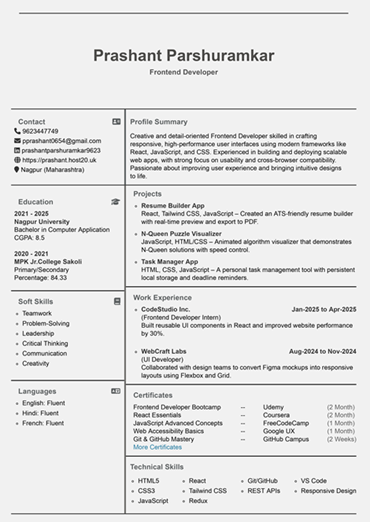 Prashant Parshuramkar
Frontend Developer
Contact
9623447749
pprashant0654@gmail.com
prashantparshuramkar9623
https://prashant.host20.uk
Nagpur (Maharashtra)
Education
2021 - 2025
Nagpur University
Bachelor in Computer Application
CGPA: 8.5
2020 - 2021
MPK Jr.College Sakoli
Primary/Secondary
Percentage: 84.33
Soft Skills
Teamwork
Problem-Solving
Leadership
Critical Thinking
Communication
Creativity
Languages
English: Fluent
Hindi: Fluent
French: Fluent
Profile Summary
Creative and detail-oriented Frontend Developer skilled in crafting
responsive, high-performance user interfaces using modern frameworks like
React, JavaScript, and CSS. Experienced in building and deploying scalable
web apps, with strong focus on usability and cross-browser compatibility.
Passionate about improving user experience and bringing intuitive designs
to life.
Projects
Resume Builder App
React, Tailwind CSS, JavaScript – Created an ATS-friendly resume builder
with real-time preview and export to PDF.
N-Queen Puzzle Visualizer
JavaScript, HTML/CSS – Animated algorithm visualizer that demonstrates
N-Queen solutions with speed control.
Task Manager App
HTML, CSS, JavaScript – A personal task management tool with persistent
local storage and deadline reminders.
Work Experience
CodeStudio Inc. Jan-2025 to Apr-2025
(Frontend Developer Intern)
Built reusable UI components in React and improved website performance
by 30%.
WebCraft Labs Aug-2024 to Nov-2024
(UI Developer)
Collaborated with design teams to convert Figma mockups into responsive
layouts using Flexbox and Grid.
Certificates
Frontend Developer Bootcamp -- Udemy (2 Month)
React Essentials -- Coursera (2 Month)
JavaScript Advanced Concepts -- FreeCodeCamp (1 Month)
Web Accessibility Basics -- Google UX (1 Month)
Git & GitHub Mastery -- GitHub Campus (2 Weeks)
More Certificates
Technical Skills
HTML5 React Git/GitHub VS Code
CSS3 Tailwind CSS REST APIs Responsive Design
JavaScript Redux